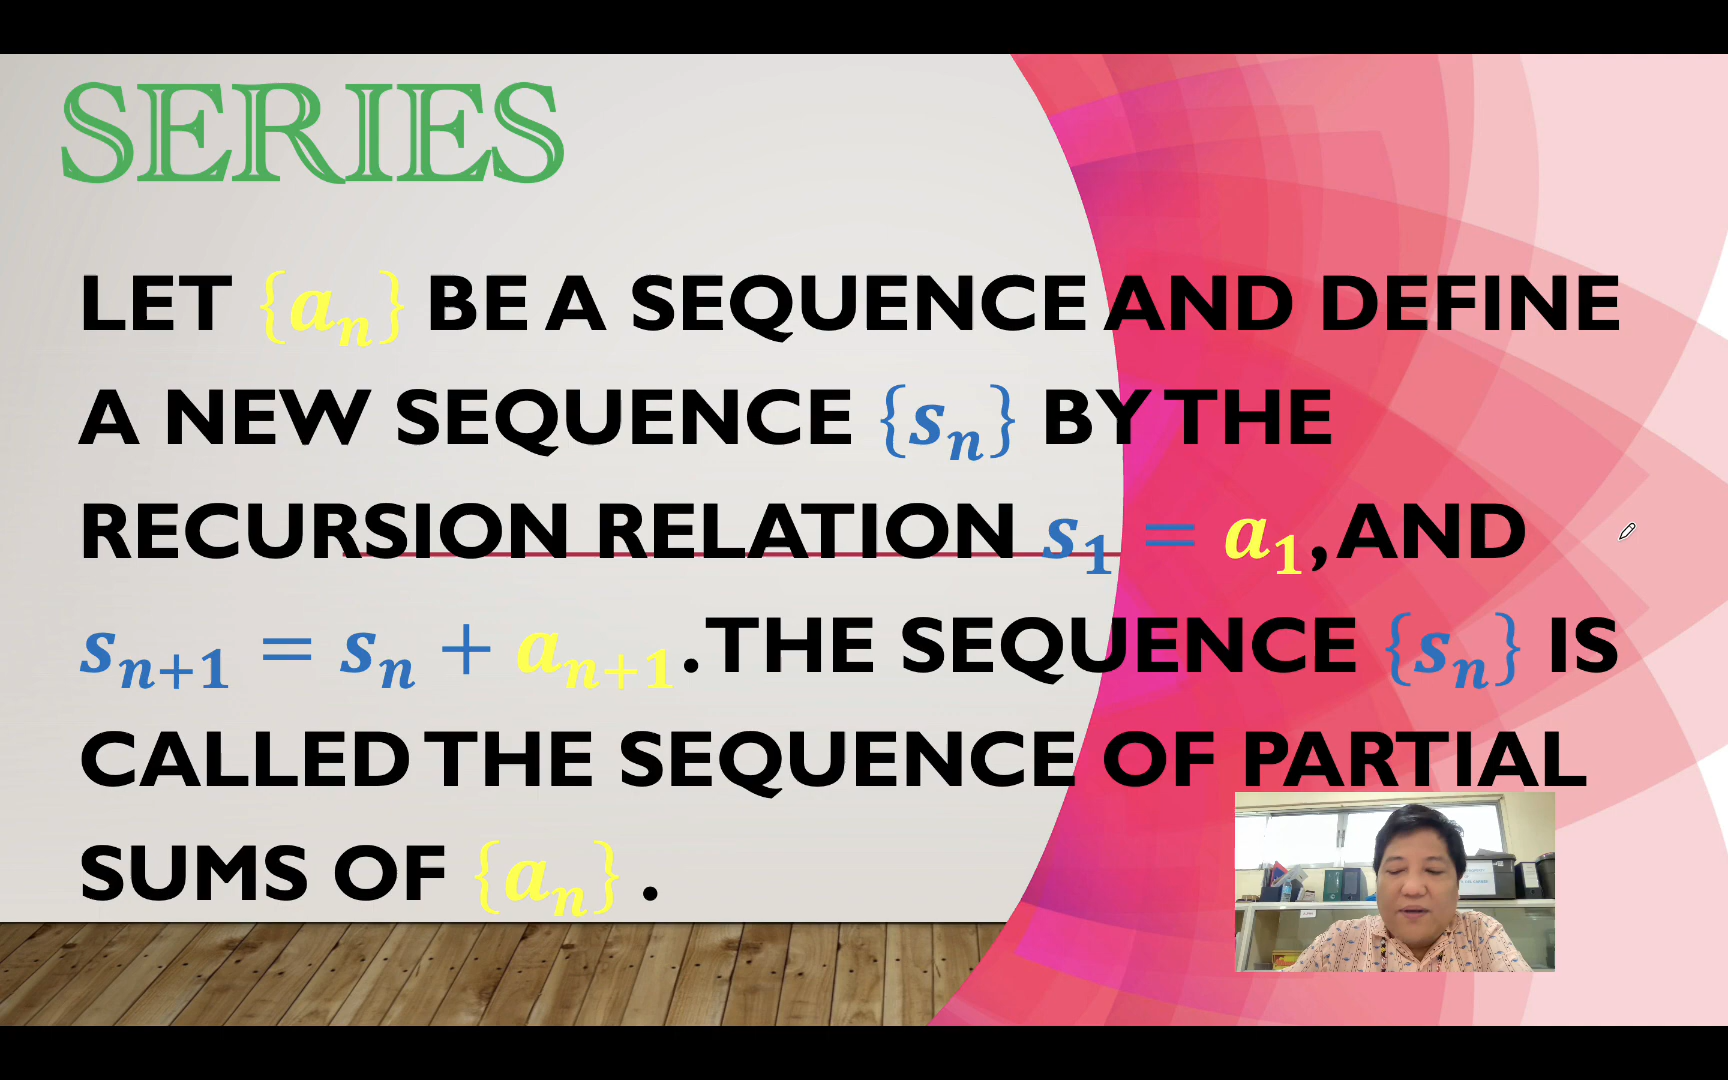 SERIES
LET {aₙ} BE A SEQUENCE AND DEFINE
A NEW SEQUENCE {sₙ} BY THE
RECURSION RELATION s₁ = a₁, AND
sₙ₊₁ = sₙ + aₙ₊₁. THE SEQUENCE {sₙ} IS
CALLED THE SEQUENCE OF PARTIAL
SUMS OF {aₙ} .